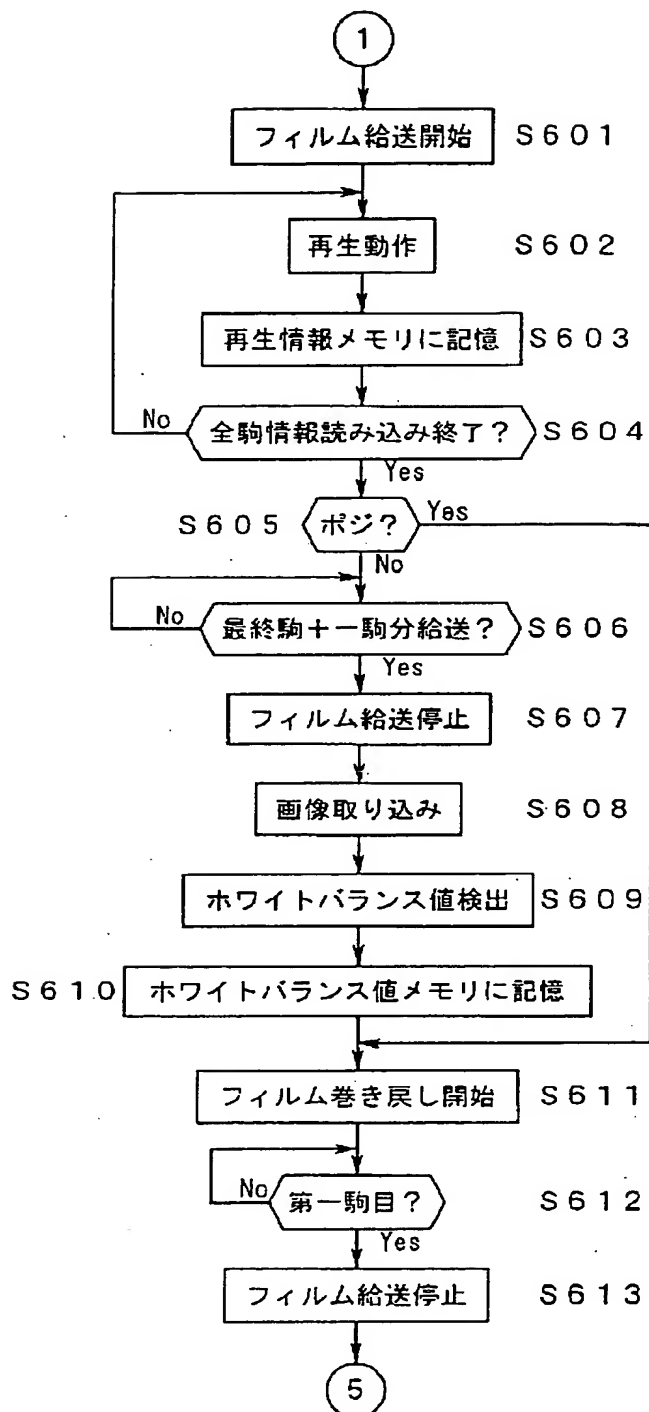 1
フィルム給送開始 S601
再生動作 S602
再生情報メモリに記憶 S603
No 全駒情報読み込み終了? S604
Yes
S605 ポジ? Yes
No
No 最終駒+一駒分給送? S606
Yes
フィルム給送停止 S607
画像取り込み S608
ホワイトバランス値検出 S609
S610 ホワイトバランス値メモリに記憶
フィルム巻き戻し開始 S611
No 第一駒目? S612
Yes
フィルム給送停止 S613
5